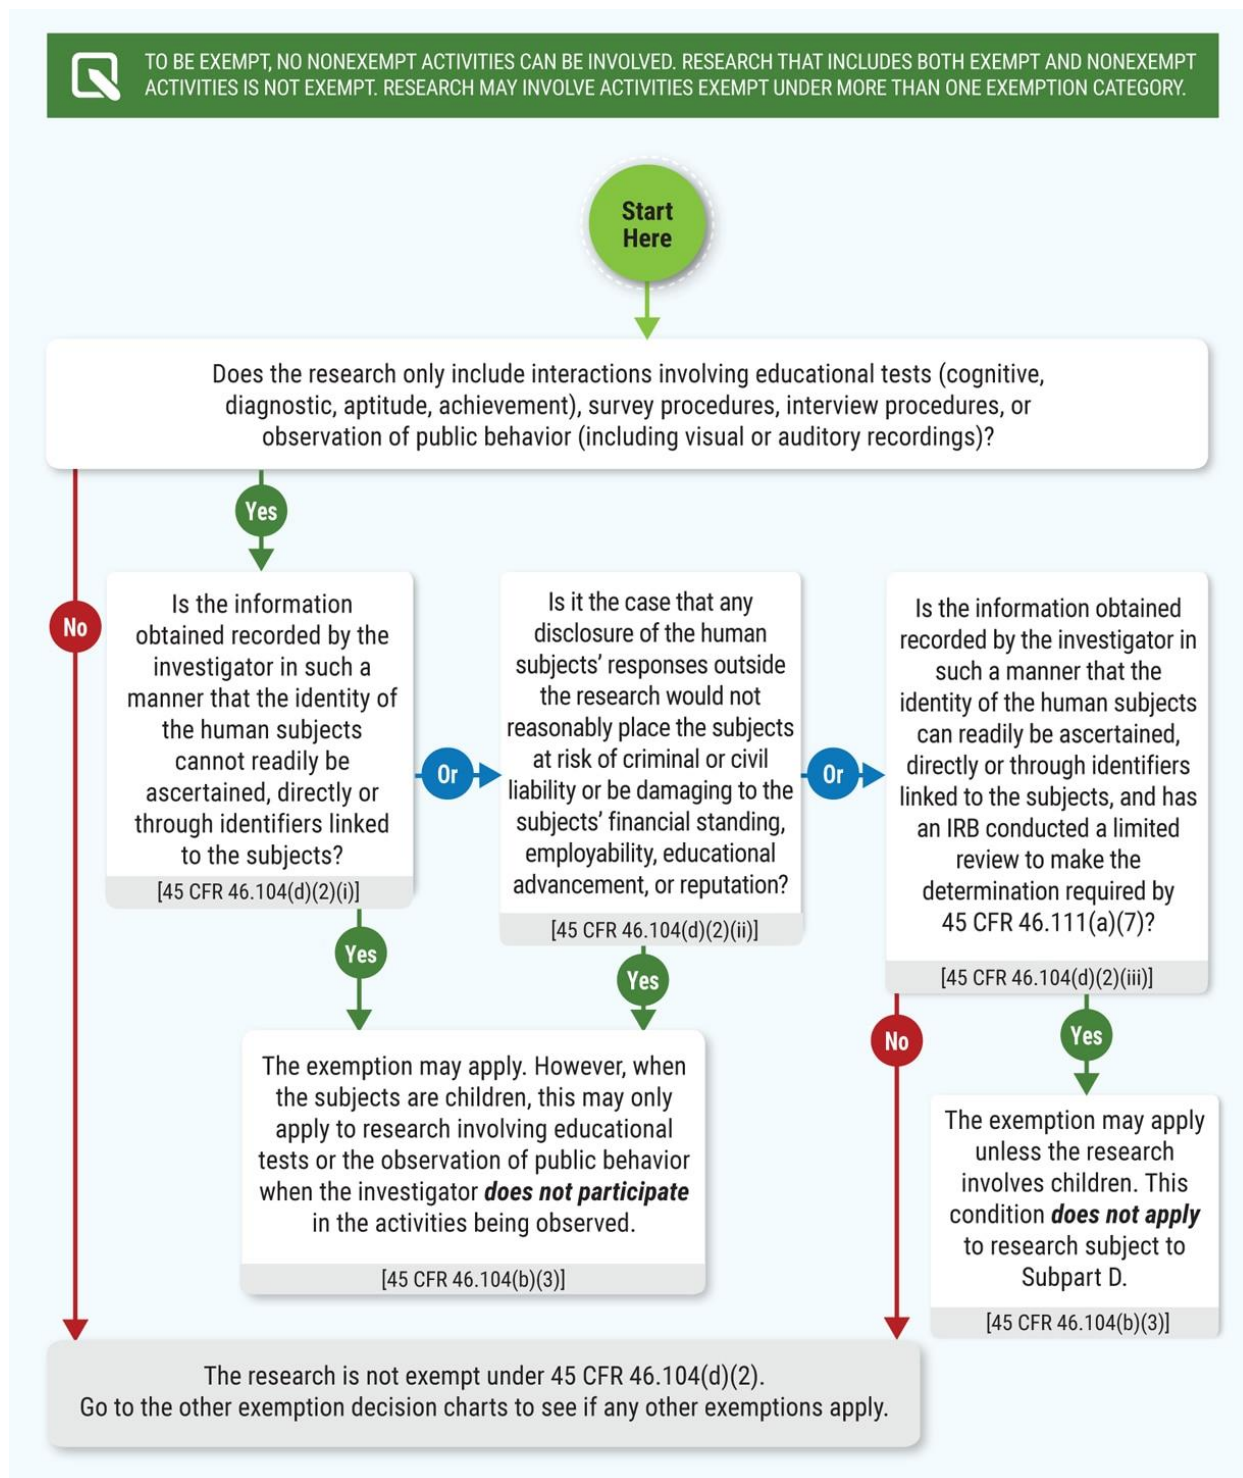 TO BE EXEMPT, NO NONEXEMPT ACTIVITIES CAN BE INVOLVED. RESEARCH THAT INCLUDES BOTH EXEMPT AND NONEXEMPT
ACTIVITIES IS NOT EXEMPT. RESEARCH MAY INVOLVE ACTIVITIES EXEMPT UNDER MORE THAN ONE EXEMPTION CATEGORY.
Start
Here
Does the research only include interactions involving educational tests (cognitive,
diagnostic, aptitude, achievement), survey procedures, interview procedures, or
observation of public behavior (including visual or auditory recordings)?
Yes
No
Is the information
obtained recorded by the
investigator in such a
manner that the identity of
the human subjects
cannot readily be
ascertained, directly or
through identifiers linked
to the subjects?
[45 CFR 46.104(d)(2)(i)]
Or
Is it the case that any
disclosure of the human
subjects’ responses outside
the research would not
reasonably place the subjects
at risk of criminal or civil
liability or be damaging to the
subjects’ financial standing,
employability, educational
advancement, or reputation?
[45 CFR 46.104(d)(2)(ii)]
Or
Is the information obtained
recorded by the investigator in
such a manner that the
identity of the human subjects
can readily be ascertained,
directly or through identifiers
linked to the subjects, and has
an IRB conducted a limited
review to make the
determination required by
45 CFR 46.111(a)(7)?
[45 CFR 46.104(d)(2)(iii)]
Yes
Yes
No
Yes
The exemption may apply. However, when
the subjects are children, this may only
apply to research involving educational
tests or the observation of public behavior
when the investigator does not participate
in the activities being observed.
[45 CFR 46.104(b)(3)]
The exemption may apply
unless the research
involves children. This
condition does not apply
to research subject to
Subpart D.
[45 CFR 46.104(b)(3)]
The research is not exempt under 45 CFR 46.104(d)(2).
Go to the other exemption decision charts to see if any other exemptions apply.